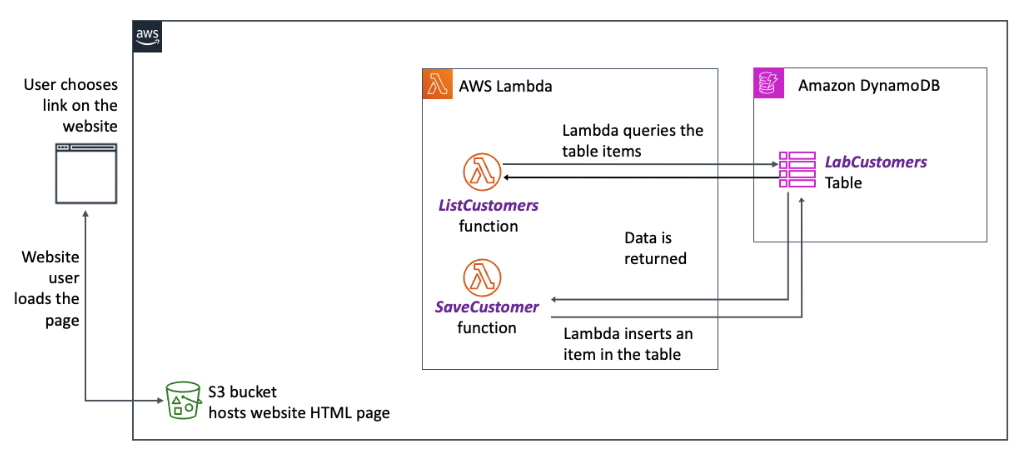 aws
User chooses
link on the
website
AWS Lambda
Amazon DynamoDB
Lambda queries the
table items
LabCustomers
Table
ListCustomers
function
Data is
returned
Website
user
loads the
page
SaveCustomer
function
Lambda inserts an
item in the table
S3 bucket
hosts website HTML page